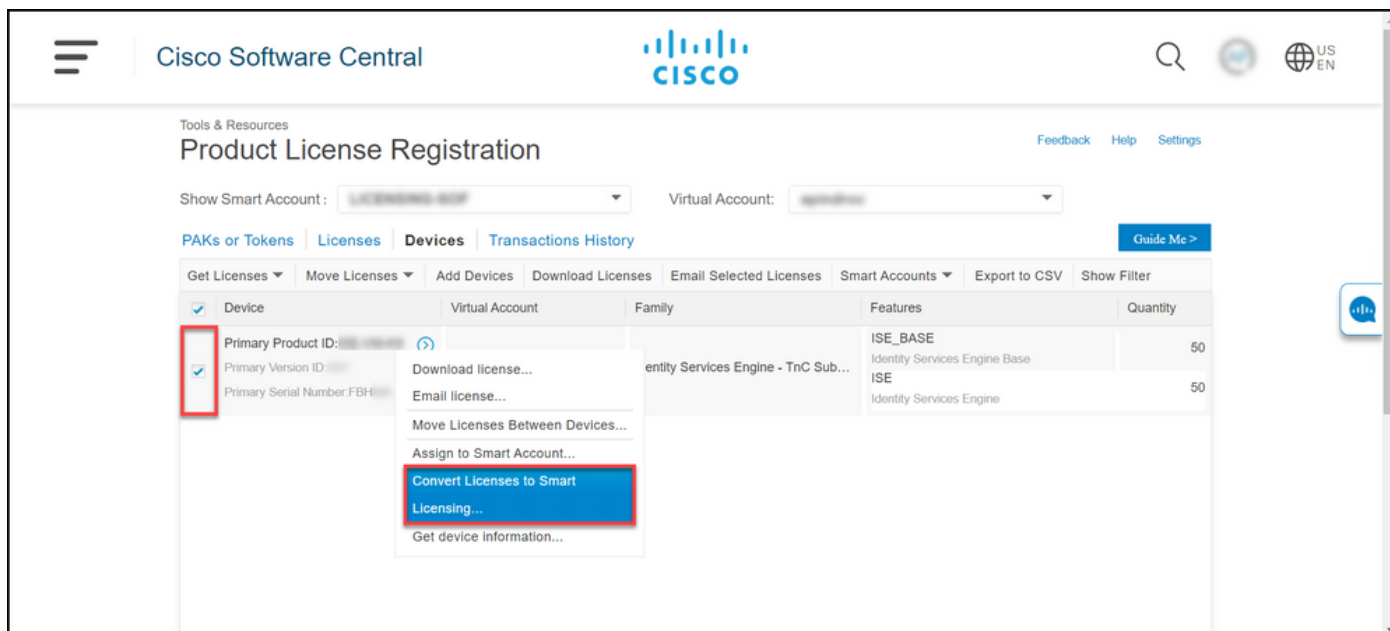 Cisco Software Central
CISCO
US
EN
Tools & Resources
Product License Registration
Feedback Help Settings
Show Smart Account :
Virtual Account:
PAKs or Tokens Licenses Devices Transactions History
Guide Me >
Get Licenses Move Licenses Add Devices Download Licenses Email Selected Licenses Smart Accounts Export to CSV Show Filter
Device Virtual Account Family Features Quantity
Primary Product ID:
Primary Version ID:
Primary Serial Number:FBH
entity Services Engine - TnC Sub...
ISE_BASE
Identity Services Engine Base
50
ISE
Identity Services Engine
50
Download license...
Email license...
Move Licenses Between Devices...
Assign to Smart Account...
Convert Licenses to Smart
Licensing...
Get device information...